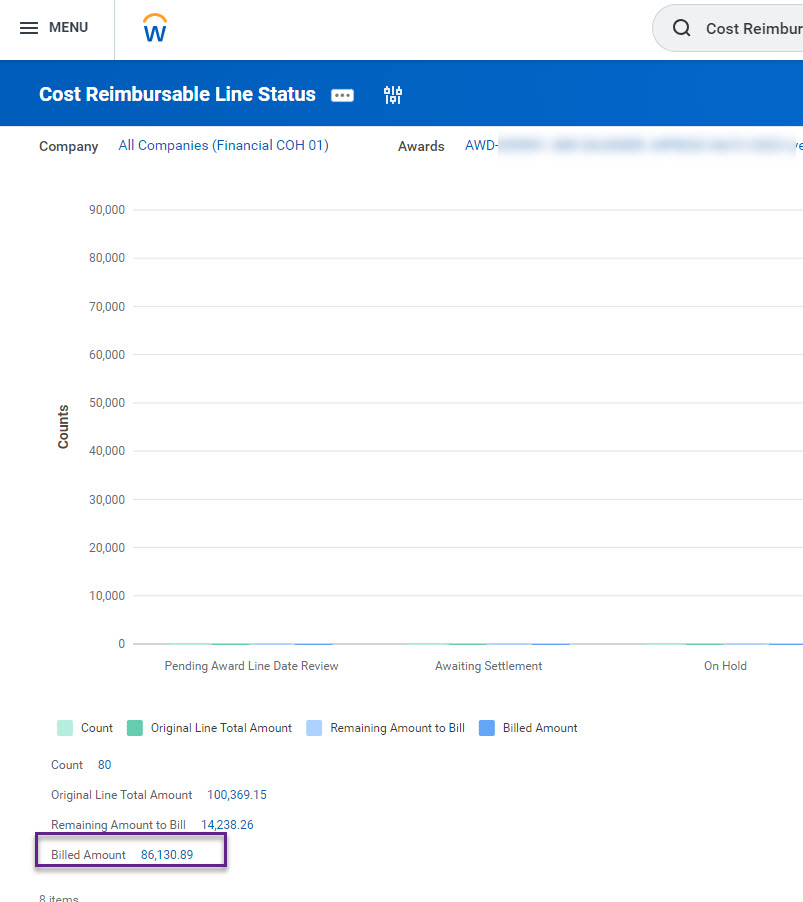 MENU
W
Cost Reimbur
Cost Reimbursable Line Status
Company All Companies (Financial COH 01) Awards AWD-
90,000
80,000
70,000
60,000
50,000
40,000
30,000
20,000
10,000
0
Counts
Pending Award Line Date Review Awaiting Settlement On Hold
Count Original Line Total Amount Remaining Amount to Bill Billed Amount
Count 80
Original Line Total Amount 100,369.15
Remaining Amount to Bill 14,238.26
Billed Amount 86,130.89
8 items